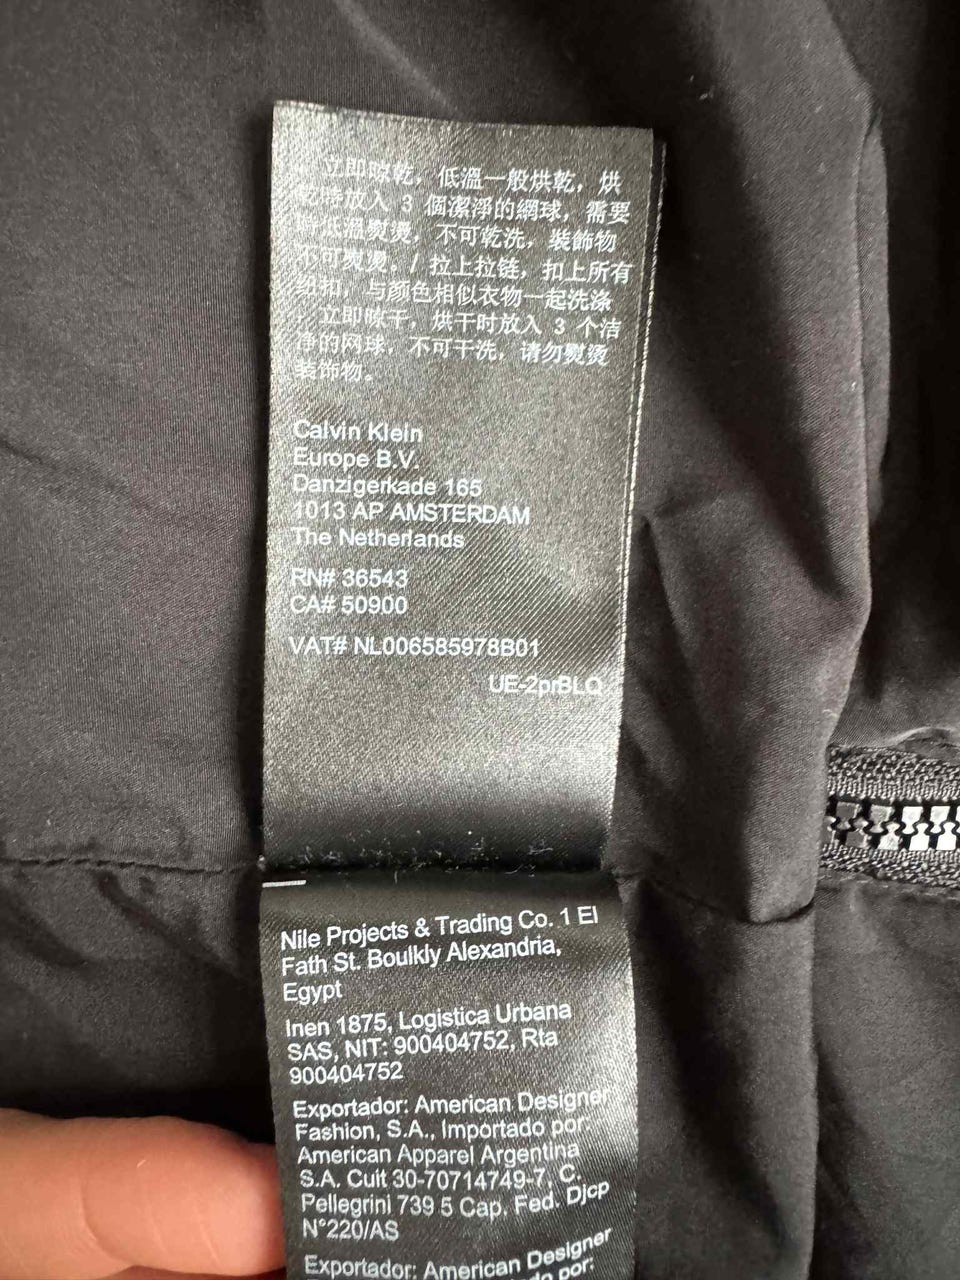 立即晾乾，低溫一般烘乾，烘
乾時放入 3 個潔淨的網球，需要
時低溫熨燙，不可乾洗，裝飾物
不可熨燙。/ 拉上拉链，扣上所有
纽扣，与颜色相似衣物一起洗涤
，立即晾干，烘干时放入 3 个洁
净的网球，不可干洗，请勿熨烫
装饰物。
Calvin Klein
Europe B.V.
Danzigerkade 165
1013 AP AMSTERDAM
The Netherlands
RN# 36543
CA# 50900
VAT# NL006585978B01
UE-2prBLQ
Nile Projects & Trading Co. 1 El
Fath St. Boulkly Alexandria,
Egypt
Inen 1875, Logistica Urbana
SAS, NIT: 900404752, Rta
900404752
Exportador: American Designer
Fashion, S.A., Importado por:
American Apparel Argentina
S.A. Cuit 30-70714749-7, C.
Pellegrini 739 5 Cap. Fed. Djcp
N°220/AS
Exportador: American Designer
do por: